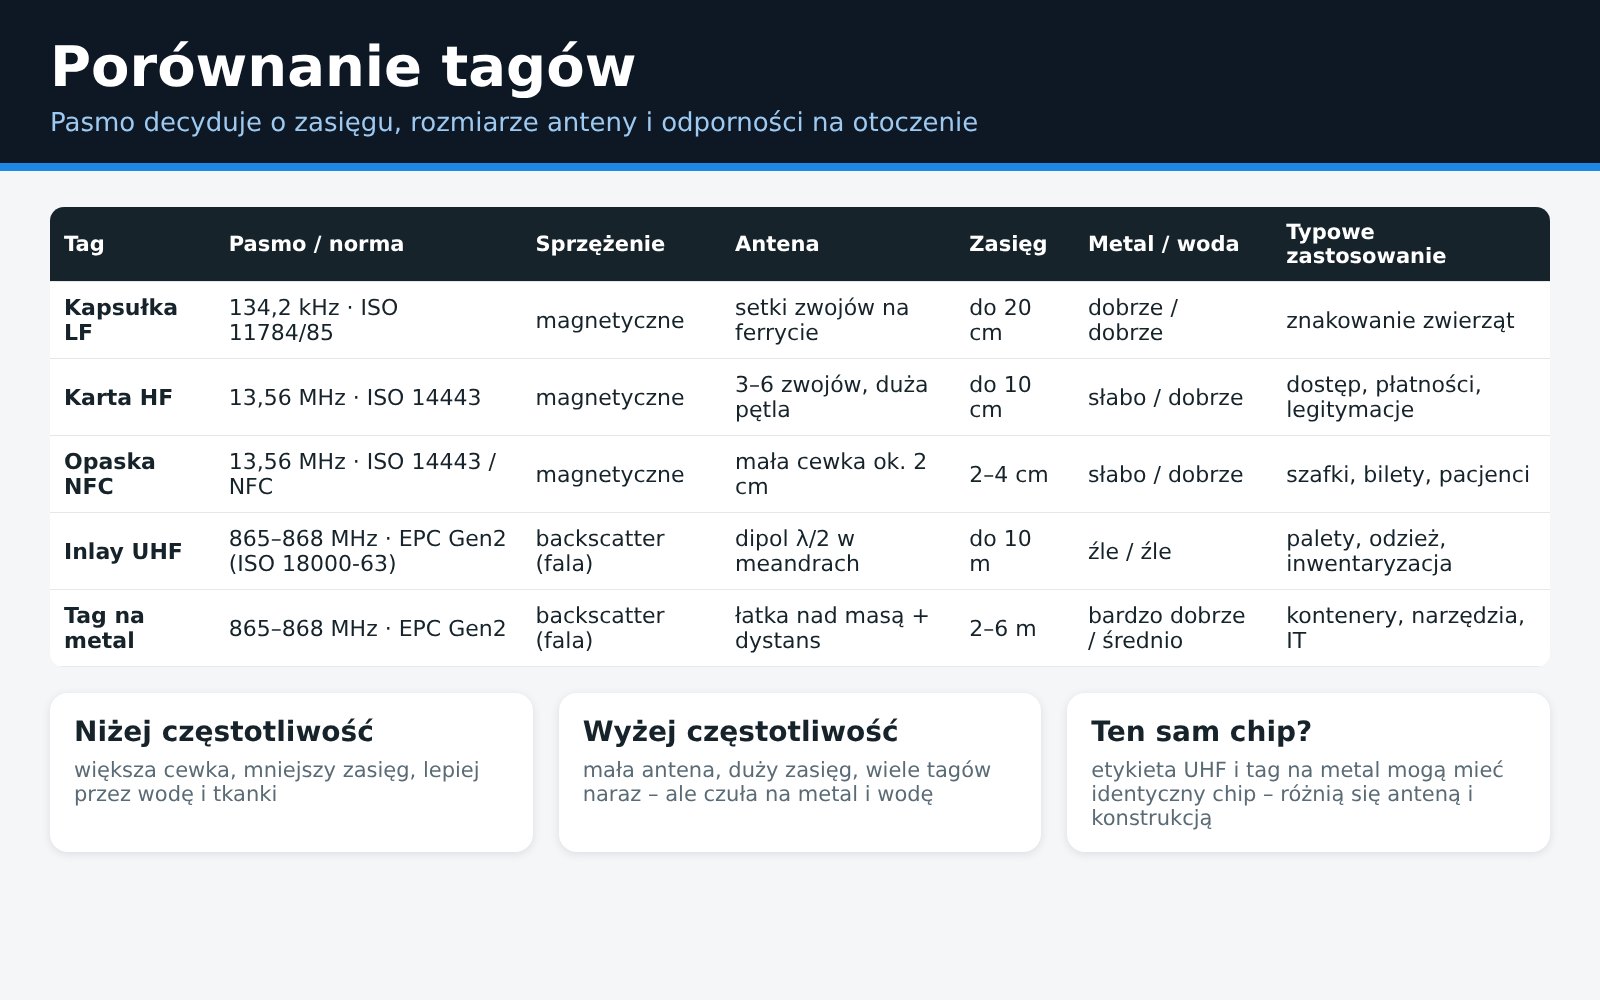 Porównanie tagów
Pasmo decyduje o zasięgu, rozmiarze anteny i odporności na otoczenie
Tag
Pasmo / norma
Sprzężenie
Antena
Zasięg
Metal / woda
Typowe
zastosowanie
Kapsułka
LF
134,2 kHz · ISO
11784/85
magnetyczne
setki zwojów na
ferrycie
do 20
cm
dobrze /
dobrze
znakowanie zwierząt
Karta HF
13,56 MHz · ISO 14443
magnetyczne
3–6 zwojów, duża
pętla
do 10
cm
słabo / dobrze
dostęp, płatności,
legitymacje
Opaska
NFC
13,56 MHz · ISO 14443 /
NFC
magnetyczne
mała cewka ok. 2
cm
2–4 cm
słabo / dobrze
szafki, bilety, pacjenci
Inlay UHF
865–868 MHz · EPC Gen2
(ISO 18000-63)
backscatter
(fala)
dipol λ/2 w
meandrach
do 10
m
źle / źle
palety, odzież,
inwentaryzacja
Tag na
metal
865–868 MHz · EPC Gen2
backscatter
(fala)
łatka nad masą +
dystans
2–6 m
bardzo dobrze
/ średnio
kontenery, narzędzia,
IT
Niżej częstotliwość
większa cewka, mniejszy zasięg, lepiej
przez wodę i tkanki
Wyżej częstotliwość
mała antena, duży zasięg, wiele tagów
naraz – ale czuła na metal i wodę
Ten sam chip?
etykieta UHF i tag na metal mogą mieć
identyczny chip – różnią się anteną i
konstrukcją